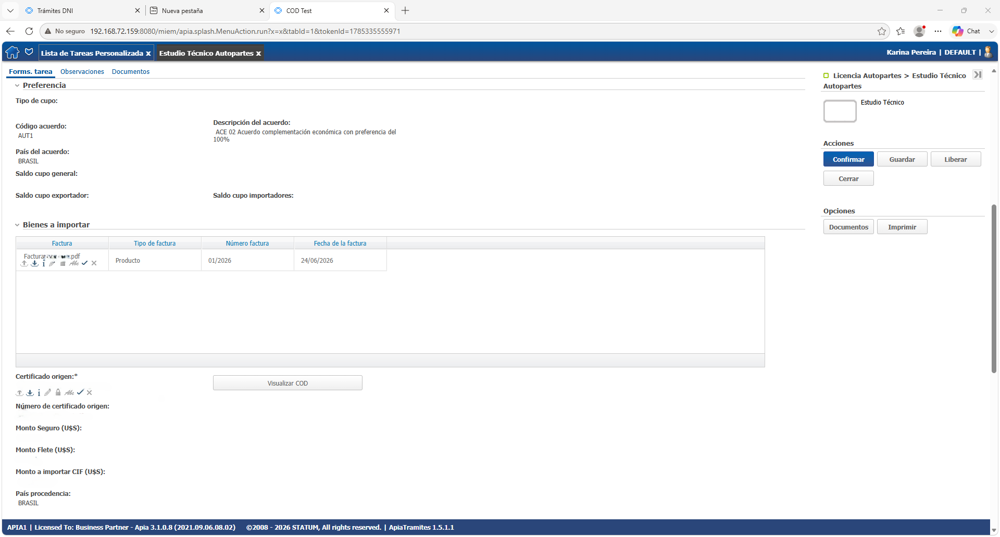 Trámites DNI
Nueva pestaña
COD Test
No seguro 192.168.72.159:8080/miem/apia.splash.MenuAction.run?x=x&tabId=1&tokenId=1785335555971
Chat
Lista de Tareas Personalizada x
Estudio Técnico Autopartes x
Karina Pereira | DEFAULT |
Forms. tarea Observaciones Documentos
Preferencia
Tipo de cupo:
Código acuerdo:
AUT1
Descripción del acuerdo:
ACE 02 Acuerdo complementación económica con preferencia del
100%
País del acuerdo:
BRASIL
Saldo cupo general:
Saldo cupo exportador:
Saldo cupo importadores:
Bienes a importar
Factura Tipo de factura Número factura Fecha de la factura
Factura .pdf
Abc
Producto 01/2026 24/06/2026
Certificado origen:*
Visualizar COD
Abc
Número de certificado origen:
Monto Seguro (U$S):
Monto Flete (U$S):
Monto a importar CIF (U$S):
País procedencia:
BRASIL
Licencia Autopartes > Estudio Técnico
Autopartes
Estudio Técnico
Acciones
Confirmar Guardar Liberar
Cerrar
Opciones
Documentos Imprimir
APIA1 | Licensed To: Business Partner - Apia 3.1.0.8 (2021.09.06.08.02) ©2008 - 2026 STATUM, All rights reserved. | ApiaTramites 1.5.1.1